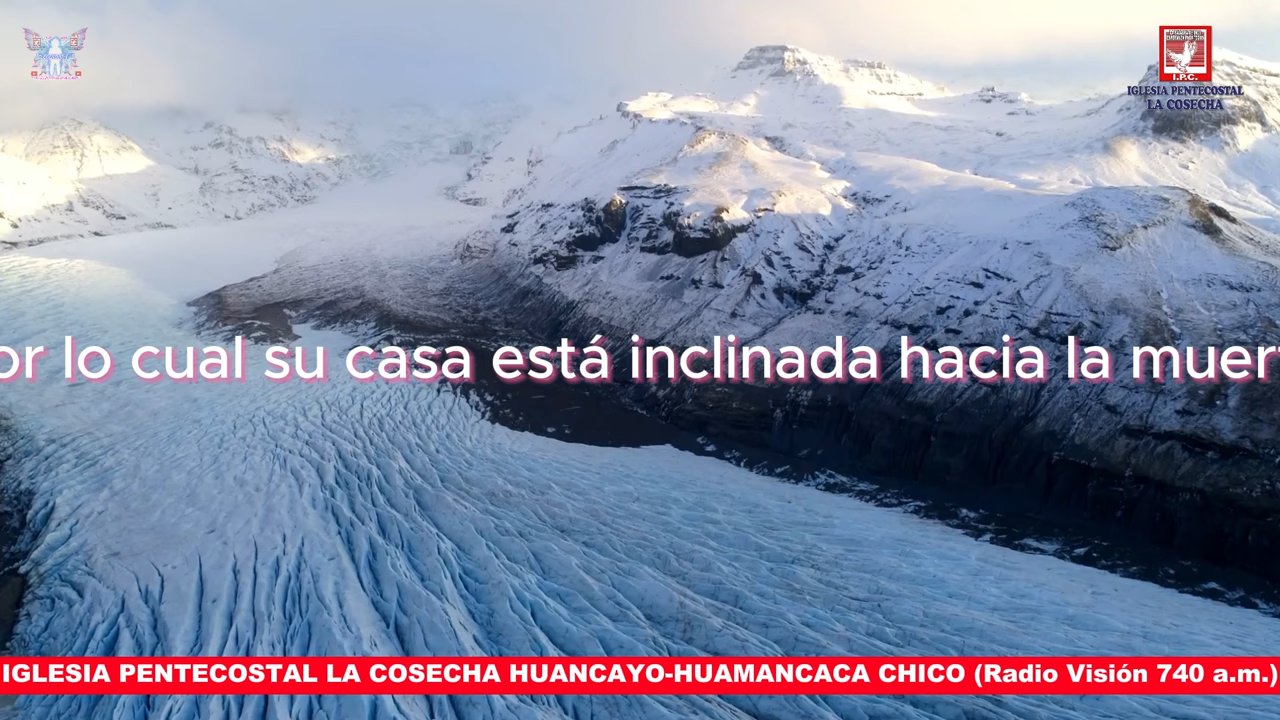 I.P.C.
IGLESIA PENTECOSTAL
LA COSECHA
or lo cual su casa está inclinada hacia la muer
IGLESIA PENTECOSTAL LA COSECHA HUANCAYO-HUAMANCACA CHICO (Radio Visión 740 a.m.)